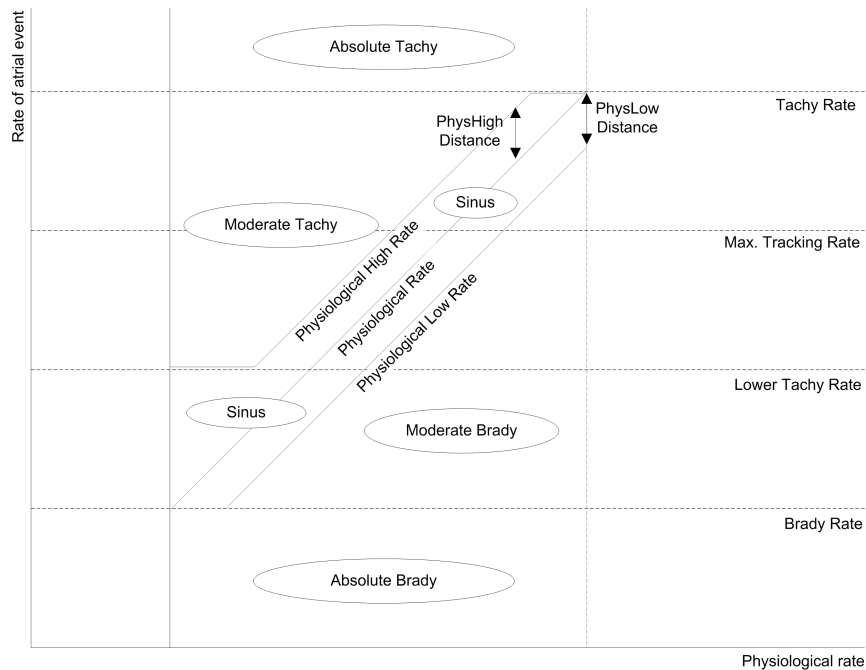 Rate of atrial event
Absolute Tachy
Tachy Rate
PhysHigh
Distance
PhysLow
Distance
Sinus
Moderate Tachy
Max. Tracking Rate
Physiological High Rate
Physiological Rate
Physiological Low Rate
Lower Tachy Rate
Sinus
Moderate Brady
Brady Rate
Absolute Brady
Physiological rate